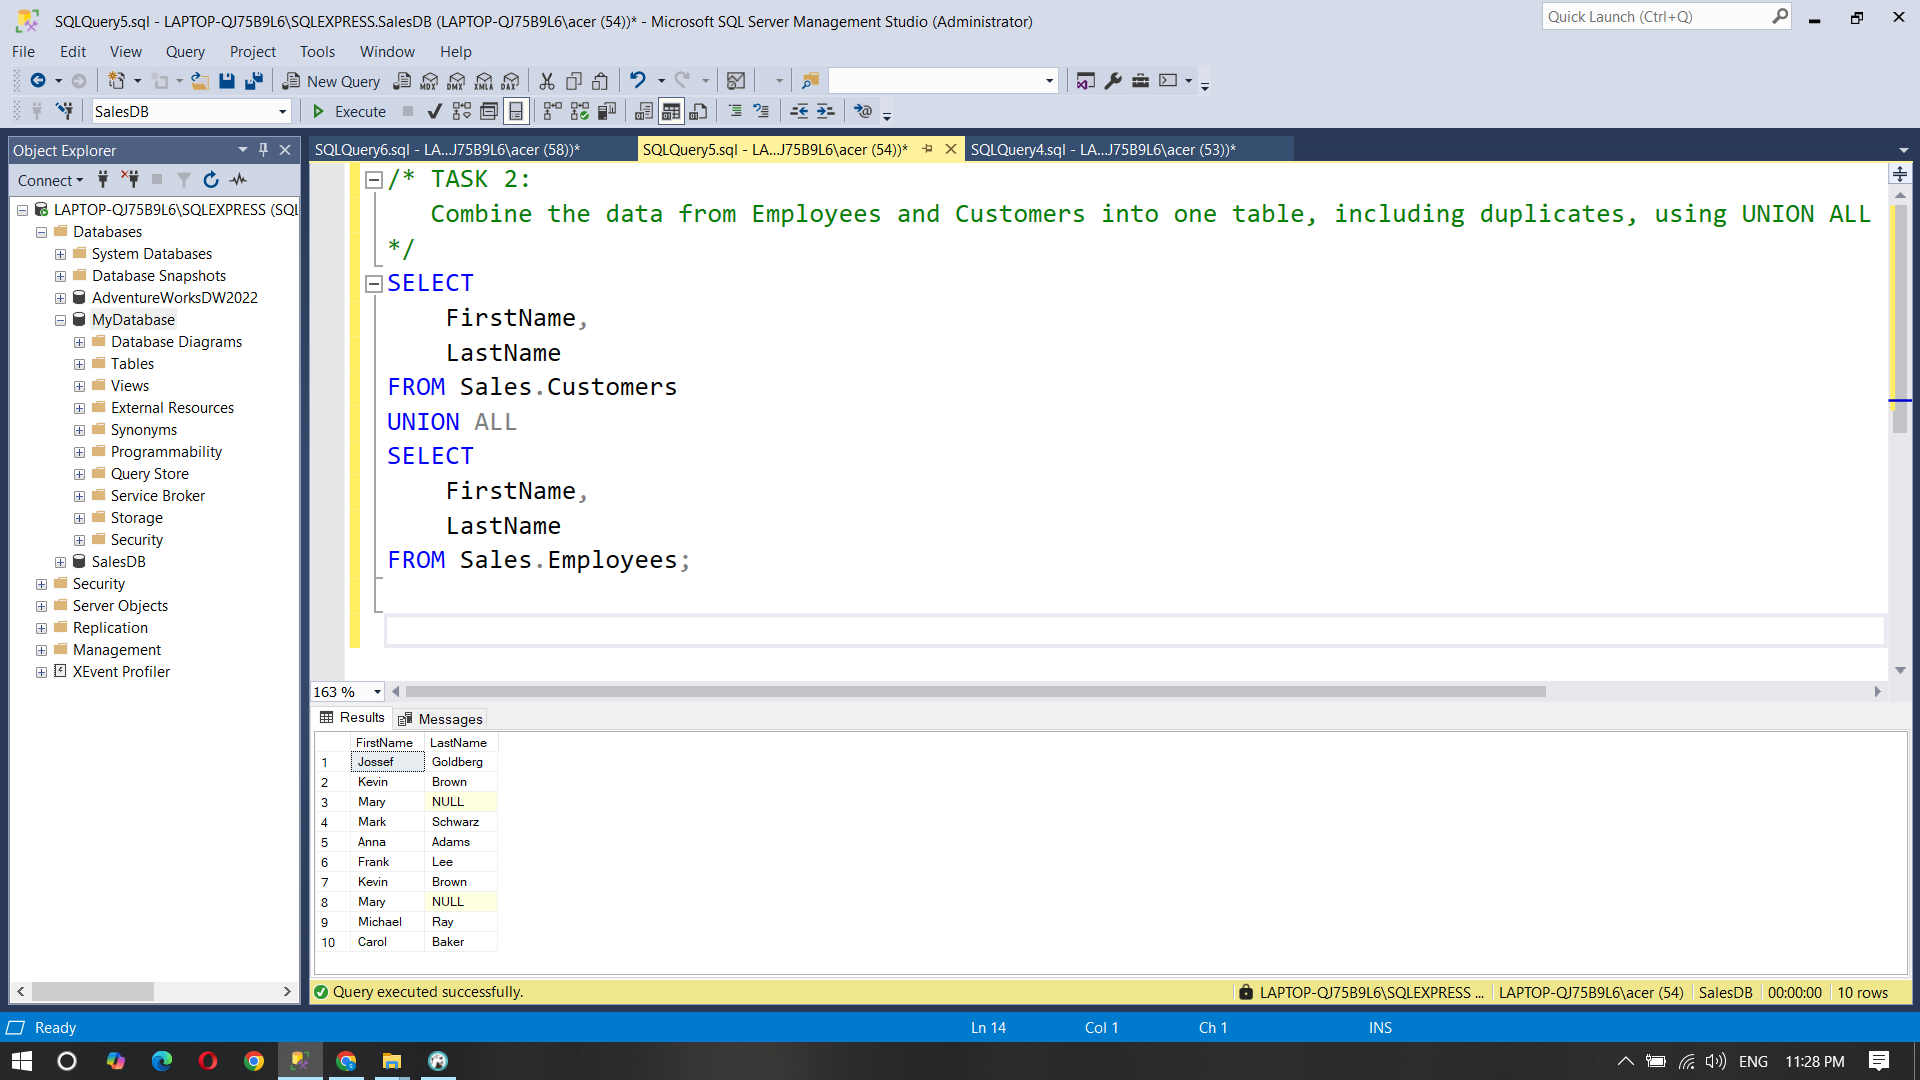 SQLQuery5.sql - LAPTOP-QJ75B9L6\SQLEXPRESS.SalesDB (LAPTOP-QJ75B9L6\acer (54))* - Microsoft SQL Server Management Studio (Administrator)
Quick Launch (Ctrl+Q)
File Edit View Query Project Tools Window Help
New Query
MDX DMX XMLA DAX
SalesDB
Execute
Object Explorer
SQLQuery6.sql - LA...J75B9L6\acer (58))*
SQLQuery5.sql - LA...J75B9L6\acer (54))*
SQLQuery4.sql - LA...J75B9L6\acer (53))*
Connect
LAPTOP-QJ75B9L6\SQLEXPRESS (SQL
Databases
System Databases
Database Snapshots
AdventureWorksDW2022
MyDatabase
Database Diagrams
Tables
Views
External Resources
Synonyms
Programmability
Query Store
Service Broker
Storage
Security
SalesDB
Security
Server Objects
Replication
Management
XEvent Profiler
/* TASK 2:
Combine the data from Employees and Customers into one table, including duplicates, using UNION ALL
*/
SELECT
FirstName,
LastName
FROM Sales.Customers
UNION ALL
SELECT
FirstName,
LastName
FROM Sales.Employees;
163 %
Results Messages
FirstName LastName
1 Jossef Goldberg
2 Kevin Brown
3 Mary NULL
4 Mark Schwarz
5 Anna Adams
6 Frank Lee
7 Kevin Brown
8 Mary NULL
9 Michael Ray
10 Carol Baker
Query executed successfully.
LAPTOP-QJ75B9L6\SQLEXPRESS ... LAPTOP-QJ75B9L6\acer (54) SalesDB 00:00:00 10 rows
Ready Ln 14 Col 1 Ch 1 INS
ENG 11:28 PM